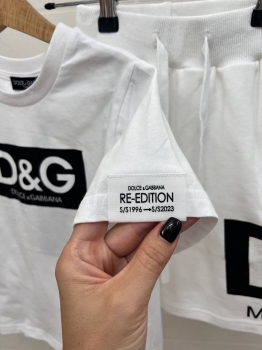 D&G
DOLCE & GABBANA
DOLCE & GABBANA
RE-EDITION
S/S1996 → S/S2023
D
M